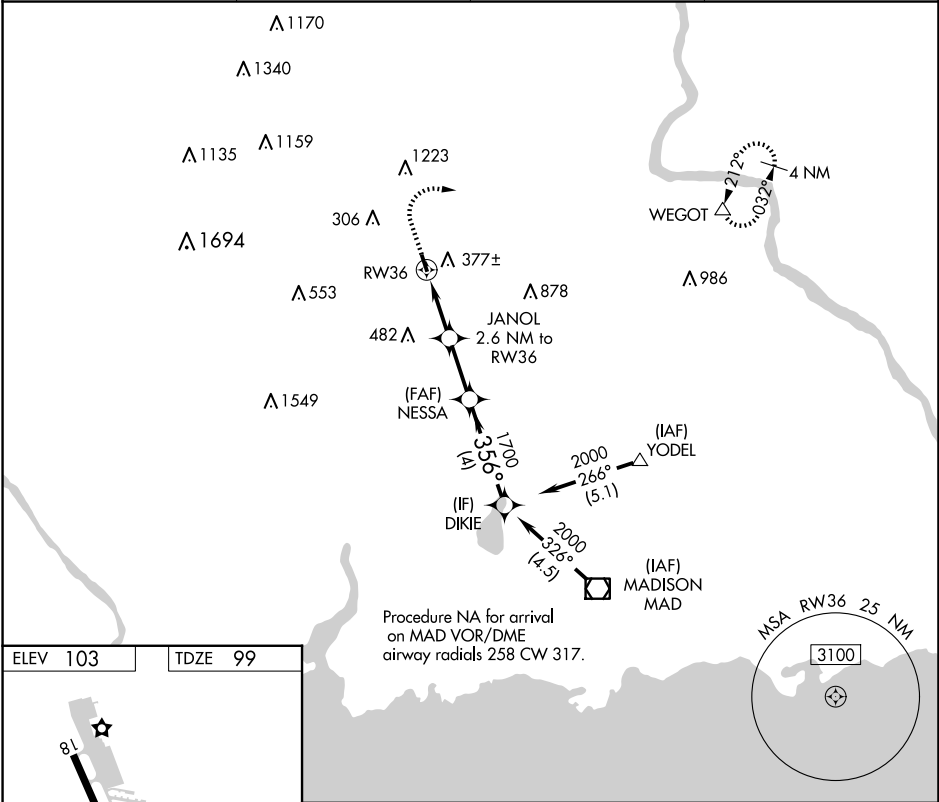 1170
1340
1135
1159
1223
212°
032°
4 NM
WEGOT
306
1694
RW36
377±
986
553
878
JANOL
2.6 NM to
RW36
482
(FAF)
NESSA
1549
1700
356°
(4)
(IAF)
YODEL
2000
266°
(5.1)
(IF)
DIKIE
2000
326°
(4.5)
(IAF)
MADISON
MAD
Procedure NA for arrival
on MAD VOR/DME
airway radials 258 CW 317.
MSA RW36 25 NM
3100
ELEV 103
TDZE 99
18